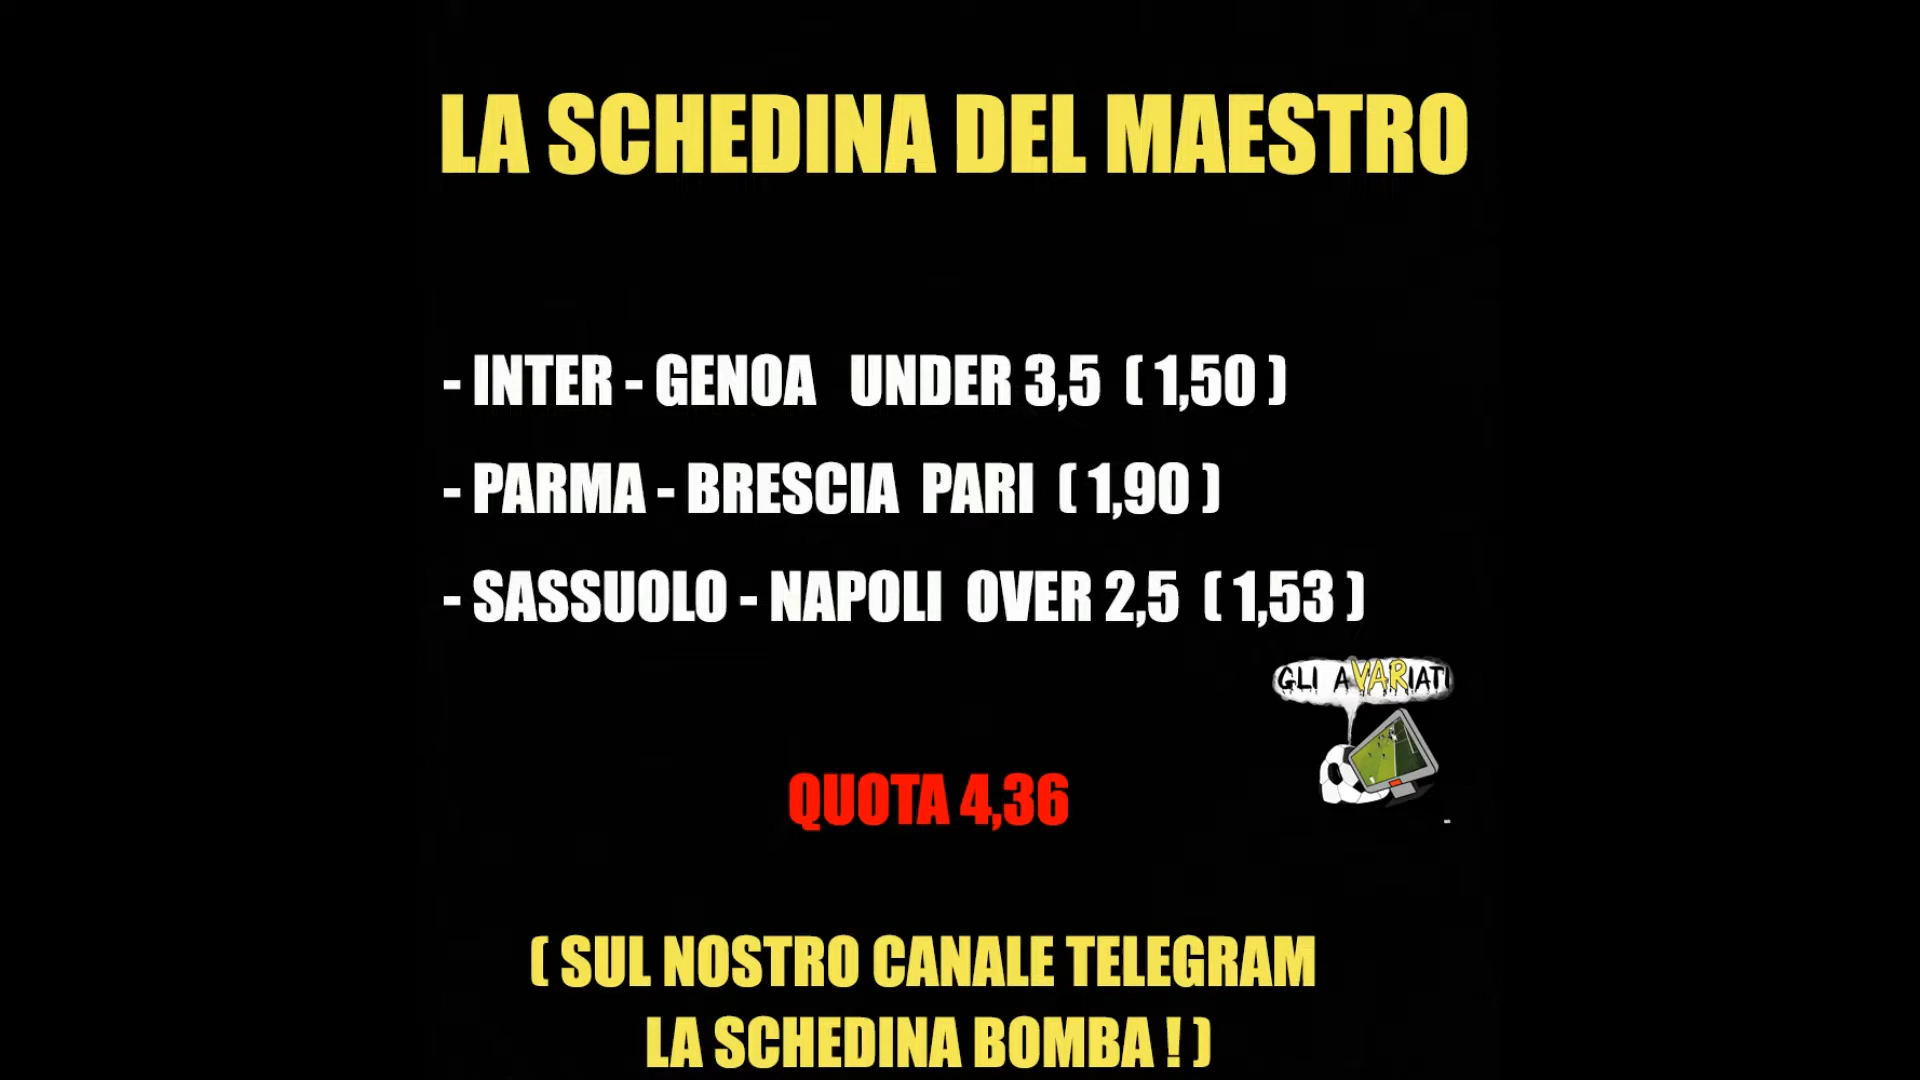 LA SCHEDINA DEL MAESTRO
- INTER - GENOA UNDER 3,5 ( 1,50 )
- PARMA - BRESCIA PARI ( 1,90 )
- SASSUOLO - NAPOLI OVER 2,5 ( 1,53 )
GLI AVARIATI
QUOTA 4,36
( SUL NOSTRO CANALE TELEGRAM
LA SCHEDINA BOMBA ! )